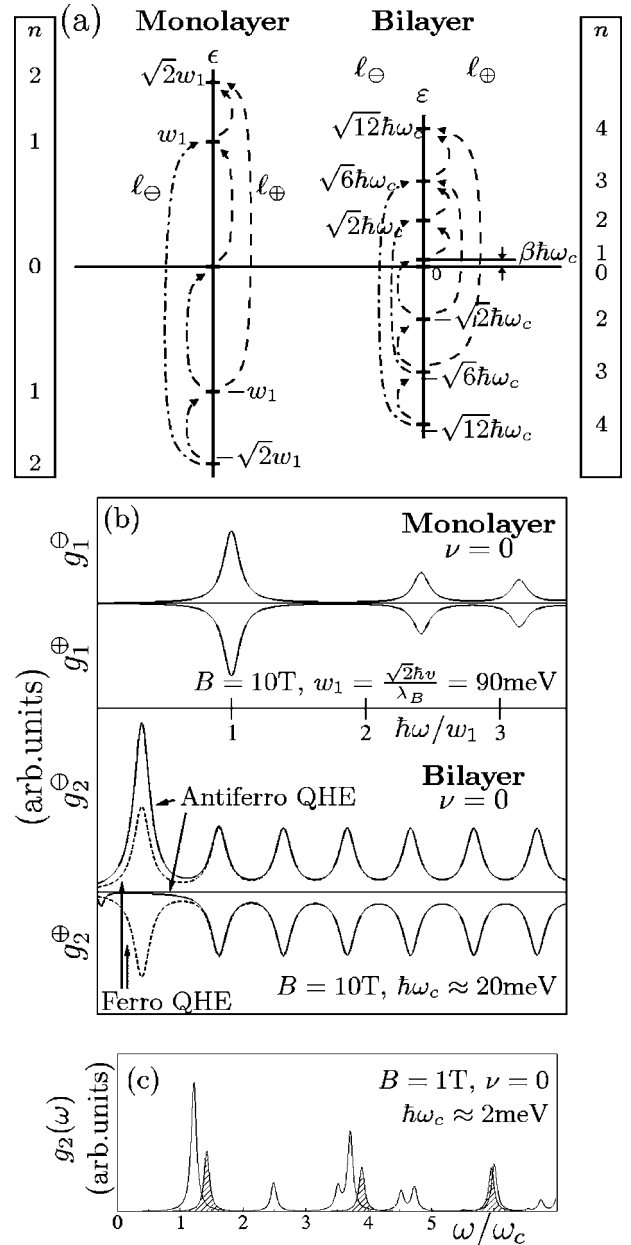 (a) Monolayer Bilayer
n
ϵ
2
√2w₁
1
w₁
ℓ⊖
ℓ⊕
0
1
−w₁
2
−√2w₁
n
ℓ⊖
ℓ⊕
ε
√12ℏω_c
4
√6ℏω_c
3
√2ℏω_c
2
βℏω_c
1
0
0
−√2ℏω_c
2
−√6ℏω_c
3
−√12ℏω_c
4
(b)
Monolayer
ν = 0
g₁^⊖
g₁^⊕
B = 10T, w₁ = √2ℏv/λ_B = 90meV
1 2 ℏω/w₁ 3
(arb.units)
g₂^⊖
Bilayer
ν = 0
Antiferro QHE
g₂^⊕
Ferro QHE
B = 10T, ℏω_c ≈ 20meV
(c)
B = 1T, ν = 0
ℏω_c ≈ 2meV
g₂(ω)
(arb.units)
0 1 2 3 4 5 ω/ω_c